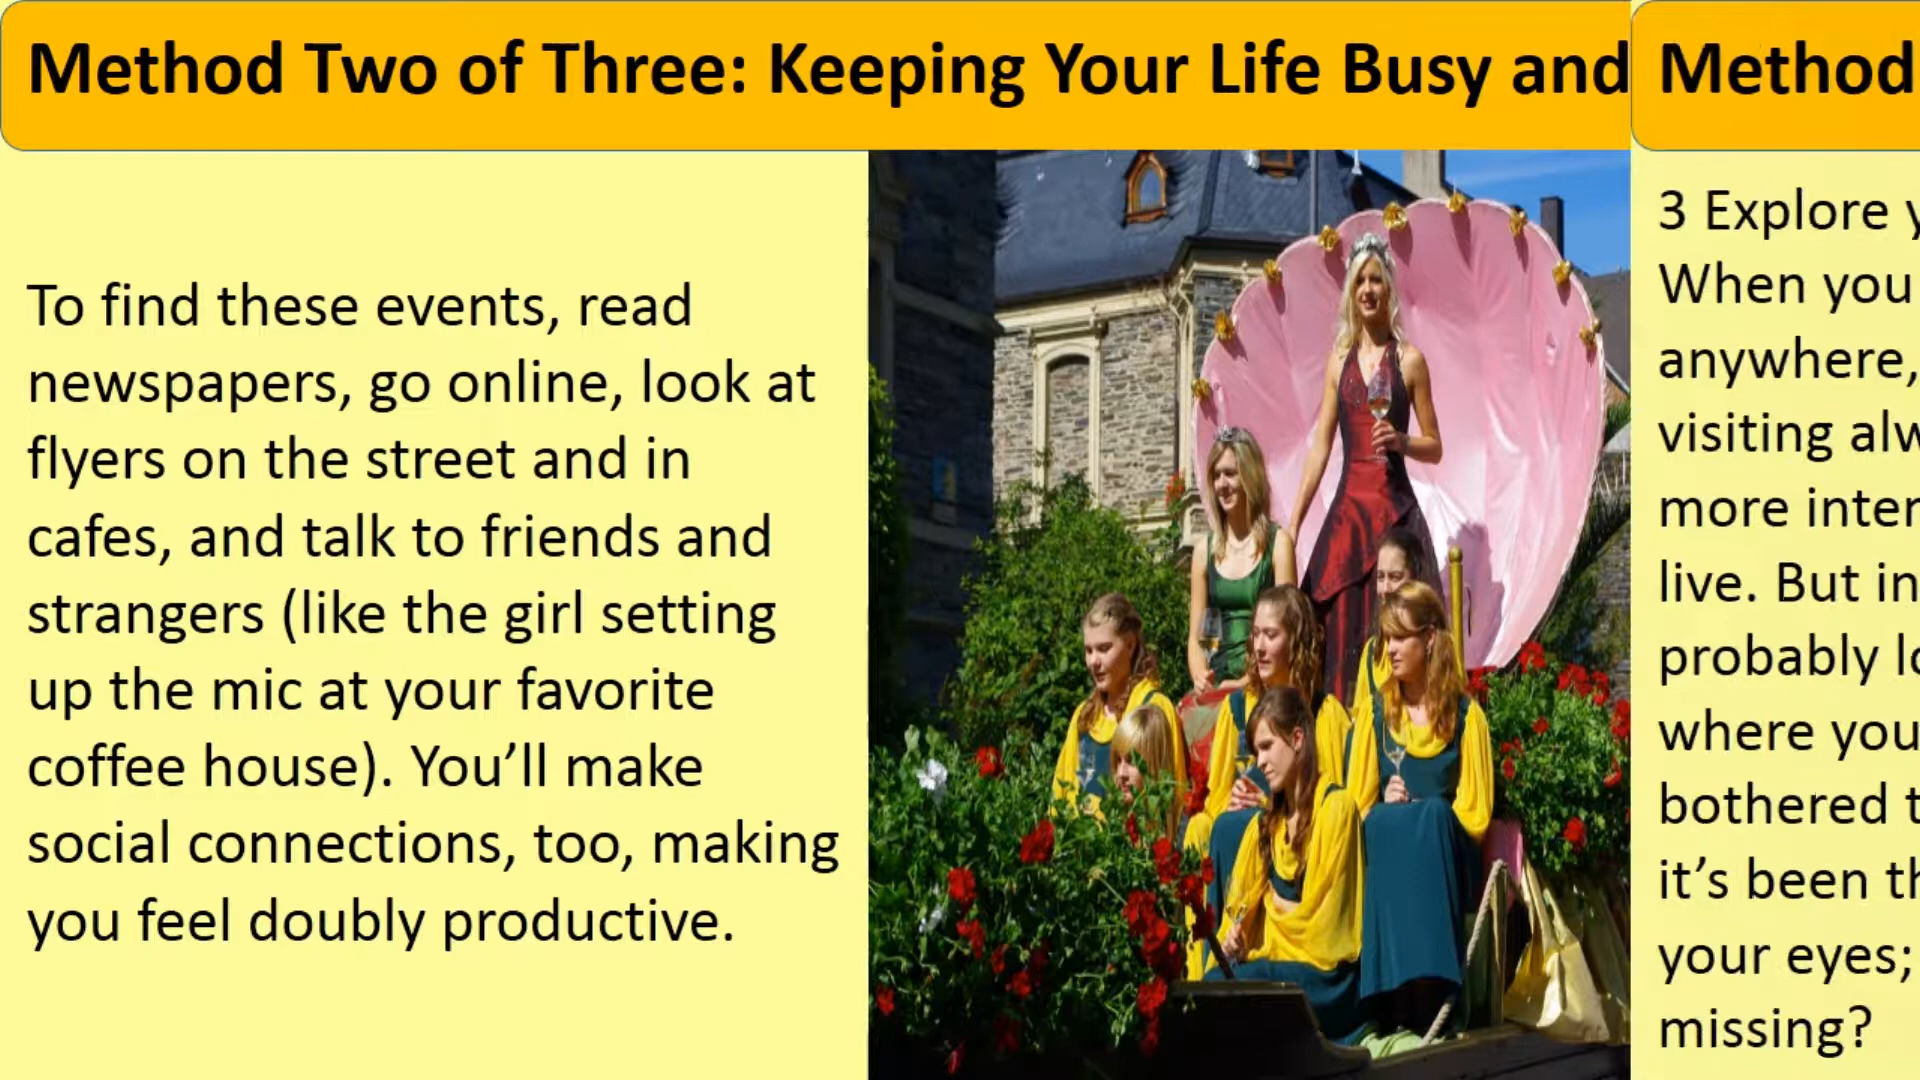 Method Two of Three: Keeping Your Life Busy and
To find these events, read
newspapers, go online, look at
flyers on the street and in
cafes, and talk to friends and
strangers (like the girl setting
up the mic at your favorite
coffee house). You’ll make
social connections, too, making
you feel doubly productive.
Method
3 Explore
When you
anywhere,
visiting
more
live. But in
probably
where you
bothered
it’s been
your eyes;
missing?